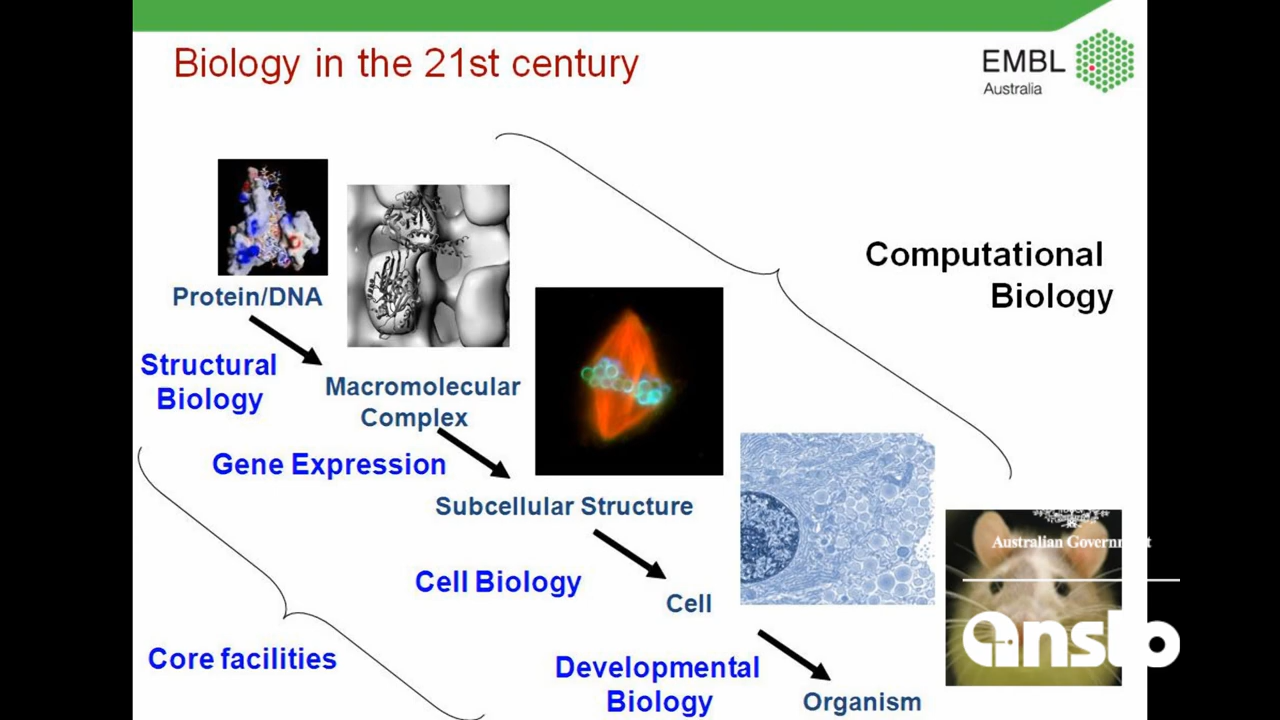 Biology in the 21st century
EMBL
Australia
Computational
Biology
Protein/DNA
Structural
Biology
Macromolecular
Complex
Gene Expression
Subcellular Structure
Cell Biology
Cell
Core facilities
Developmental
Biology
Organism
Australian Government
ansto